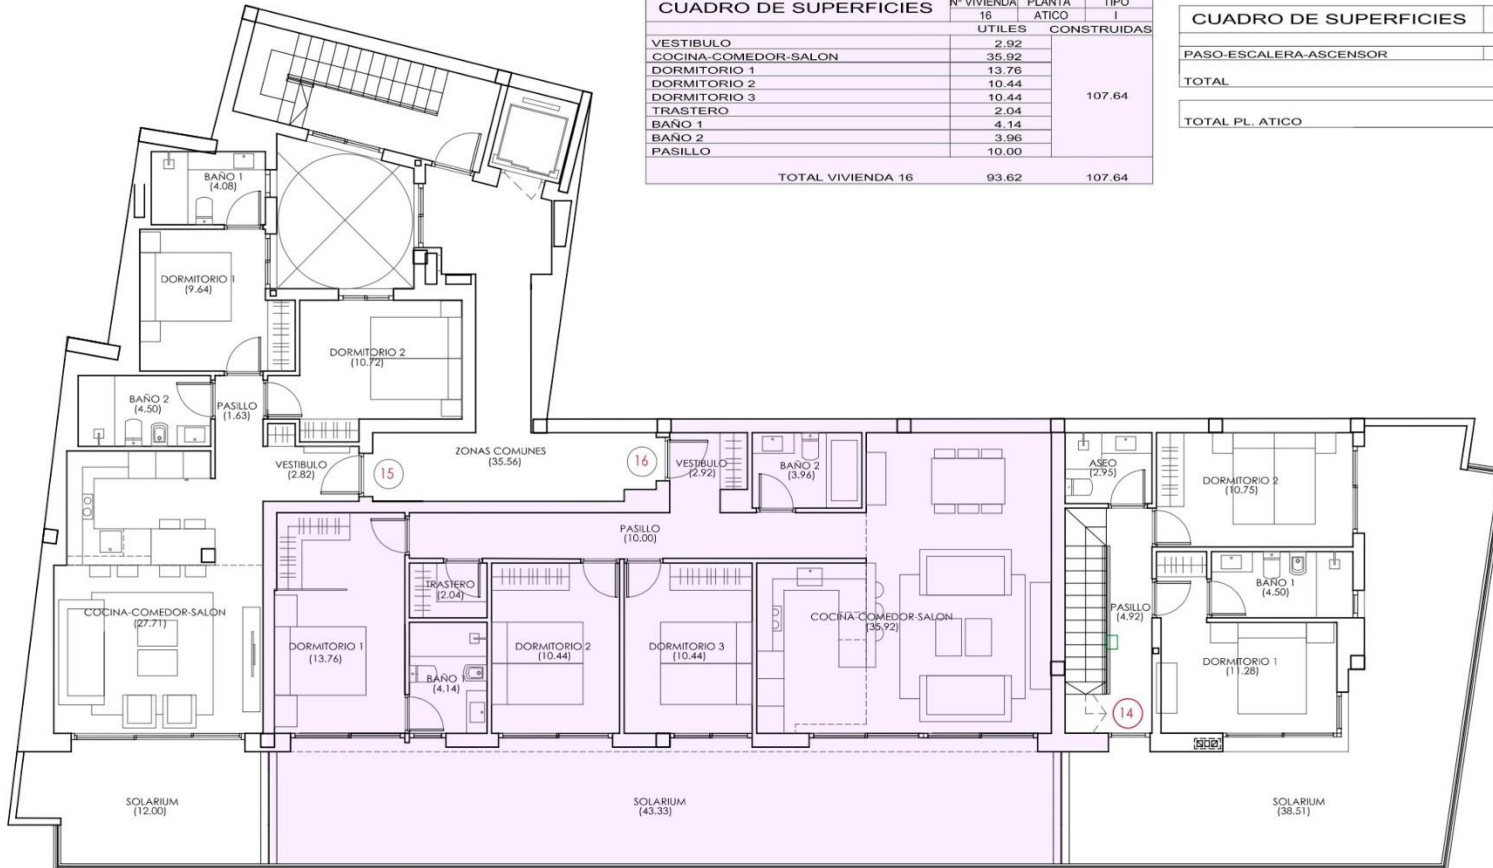 CUADRO DE SUPERFICIES
Nº VIVIENDA PLANTA TIPO
16 ATICO I
UTILES CONSTRUIDAS
VESTIBULO 2.92
COCINA-COMEDOR-SALON 35.92
DORMITORIO 1 13.76
DORMITORIO 2 10.44
DORMITORIO 3 10.44
107.64
TRASTERO 2.04
BAÑO 1 4.14
BAÑO 2 3.96
PASILLO 10.00
TOTAL VIVIENDA 16 93.62 107.64
CUADRO DE SUPERFICIES
PASO-ESCALERA-ASCENSOR
TOTAL
TOTAL PL. ATICO
BAÑO 1
(4.08)
DORMITORIO 1
(9.64)
DORMITORIO 2
(10.72)
BAÑO 2
(4.50)
PASILLO
(1.63)
VESTIBULO
(2.82)
15
ZONAS COMUNES
(35.56)
16
VESTIBULO
(2.92)
BAÑO 2
(3.96)
ASEO
(2.95)
DORMITORIO 2
(10.75)
PASILLO
(10.00)
TRASTERO
(2.04)
BAÑO 1
(4.50)
COCINA-COMEDOR-SALON
(27.71)
DORMITORIO 1
(13.76)
BAÑO 1
(4.14)
DORMITORIO 2
(10.44)
DORMITORIO 3
(10.44)
COCINA-COMEDOR-SALON
(35.92)
PASILLO
(4.92)
DORMITORIO 1
(11.28)
14
SOLARIUM
(12.00)
SOLARIUM
(43.33)
SOLARIUM
(38.51)